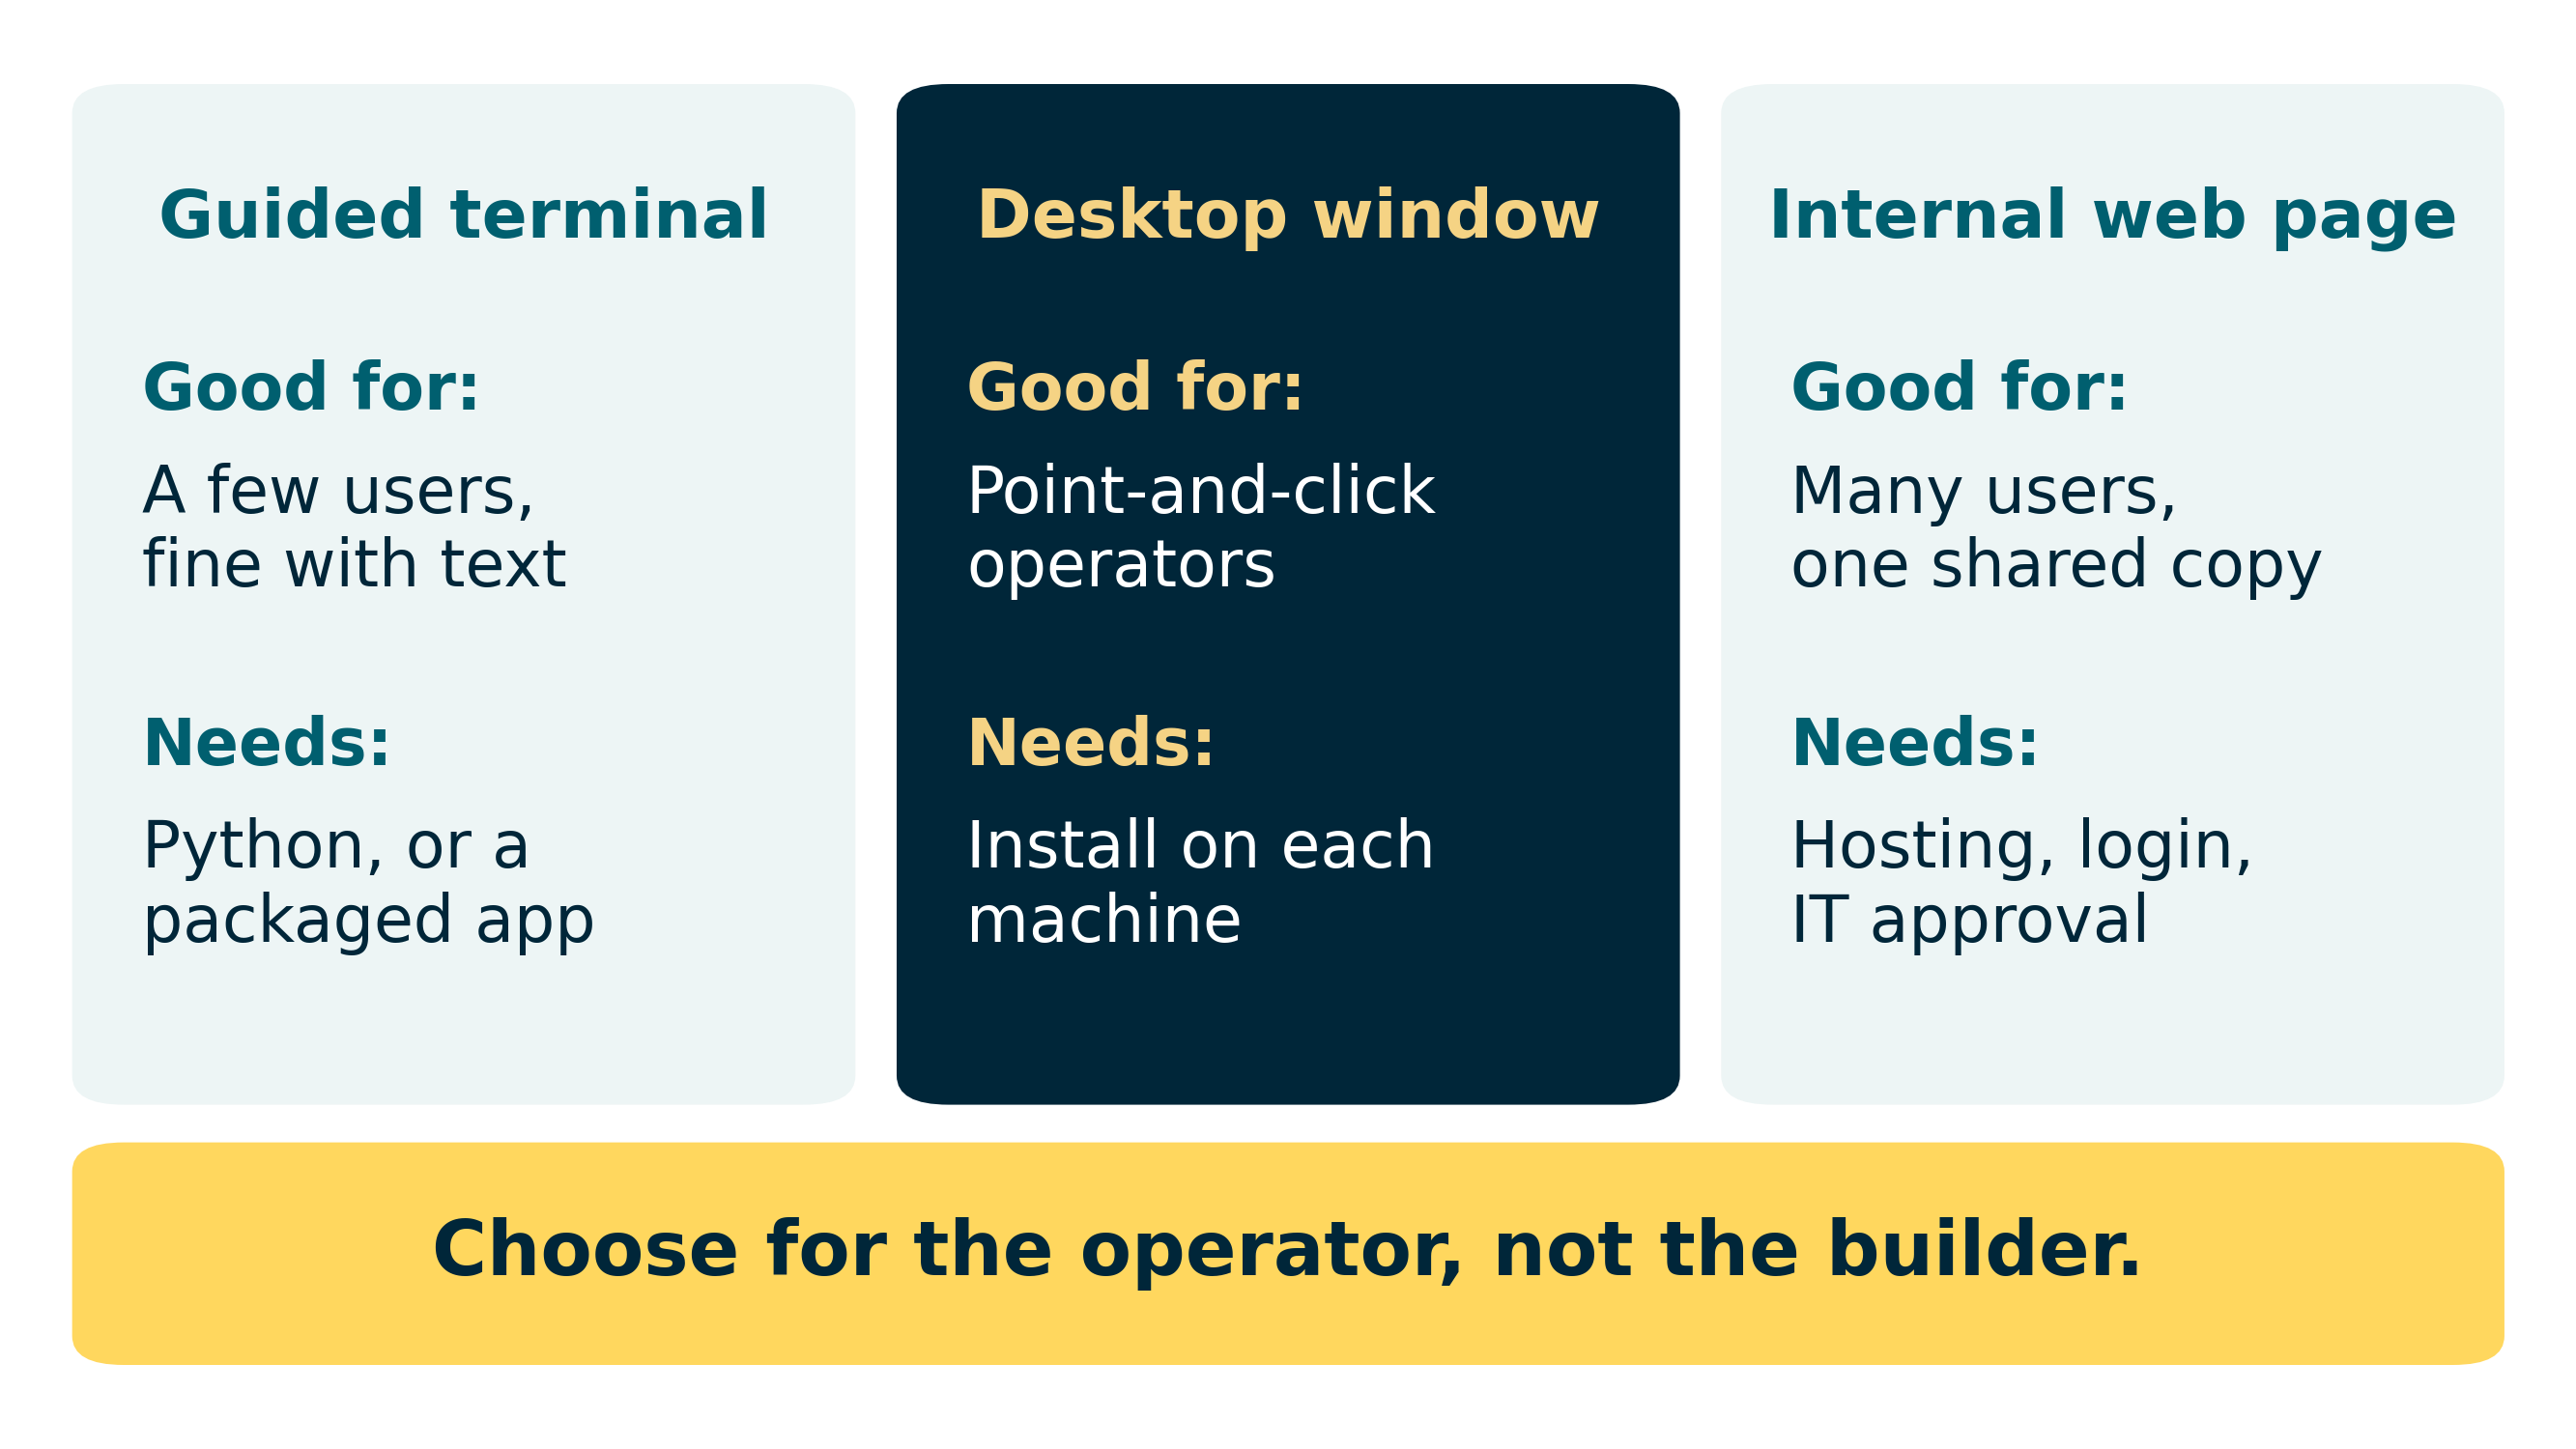 Guided terminal
Good for:
A few users,
fine with text
Needs:
Python, or a
packaged app
Desktop window
Good for:
Point-and-click
operators
Needs:
Install on each
machine
Internal web page
Good for:
Many users,
one shared copy
Needs:
Hosting, login,
IT approval
Choose for the operator, not the builder.